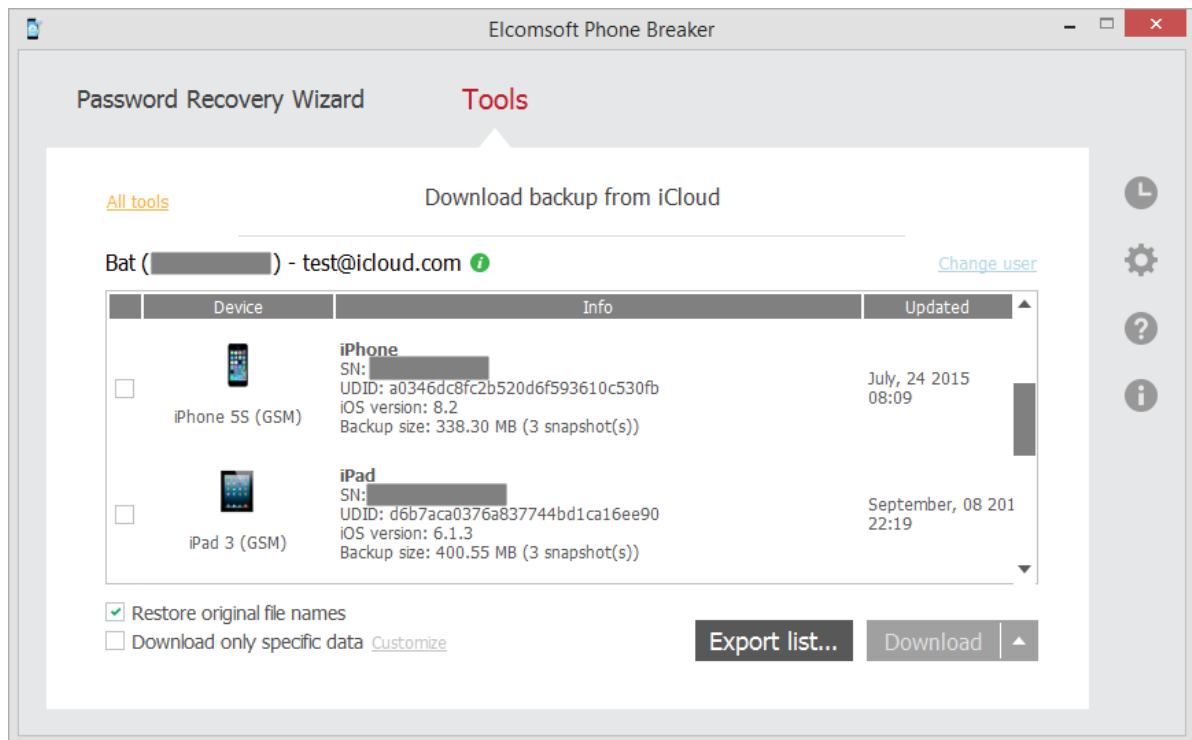 Elcomsoft Phone Breaker
Password Recovery Wizard
Tools
All tools
Download backup from iCloud
Bat ( ) - test@icloud.com
Change user
Device Info Updated
iPhone
SN:
UDID: a0346dc8fc2b520d6f593610c530fb
iOS version: 8.2
Backup size: 338.30 MB (3 snapshot(s))
iPhone 5S (GSM)
July, 24 2015
08:09
iPad
SN:
UDID: d6b7aca0376a837744bd1ca16ee90
iOS version: 6.1.3
Backup size: 400.55 MB (3 snapshot(s))
iPad 3 (GSM)
September, 08 201
22:19
Restore original file names
Download only specific data Customize
Export list...
Download